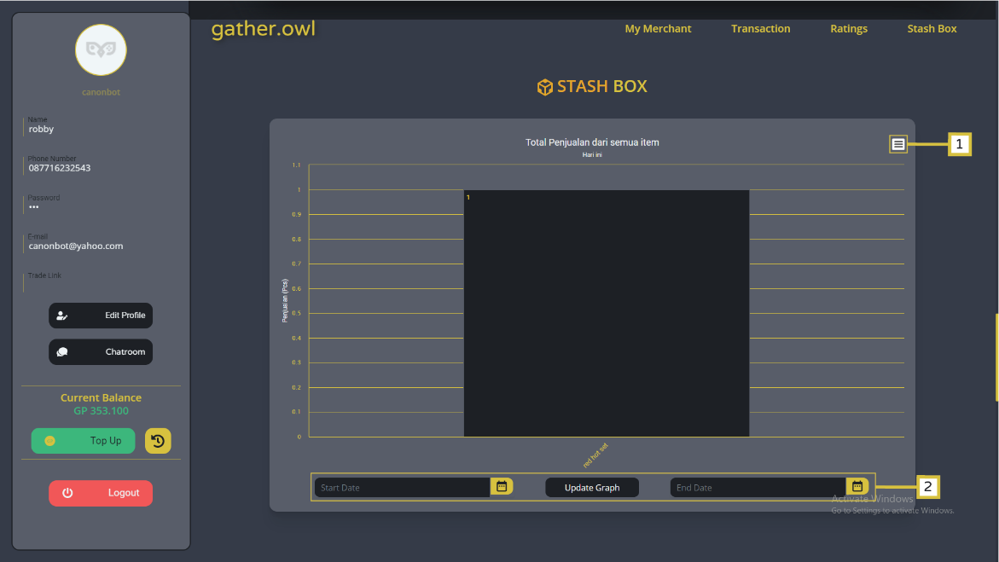 gather.owl
My Merchant
Transaction
Ratings
Stash Box
canonbot
Name
robby
Phone Number
087716232543
Password
•••
E-mail
canonbot@yahoo.com
Trade Link
Edit Profile
Chatroom
Current Balance
GP 353.100
Top Up
Logout
STASH BOX
Total Penjualan dari semua item
Hari ini
1
Penjualan (Pcs)
1.1
1
0.9
0.8
0.7
0.6
0.5
0.4
0.3
0.2
0.1
0
1
red hot set
Start Date
Update Graph
End Date
2
Activate Windows
Go to Settings to activate Windows.